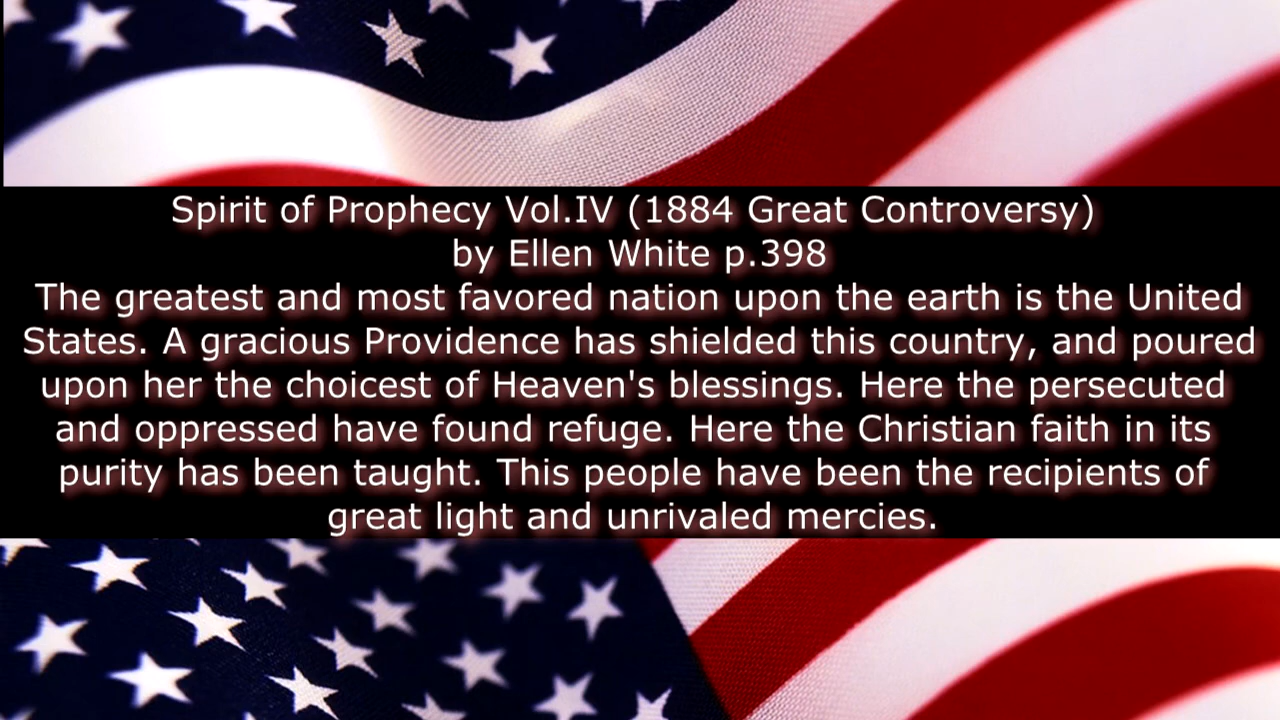 Spirit of Prophecy Vol.IV (1884 Great Controversy)
by Ellen White p.398
The greatest and most favored nation upon the earth is the United
States. A gracious Providence has shielded this country, and poured
upon her the choicest of Heaven's blessings. Here the persecuted
and oppressed have found refuge. Here the Christian faith in its
purity has been taught. This people have been the recipients of
great light and unrivaled mercies.